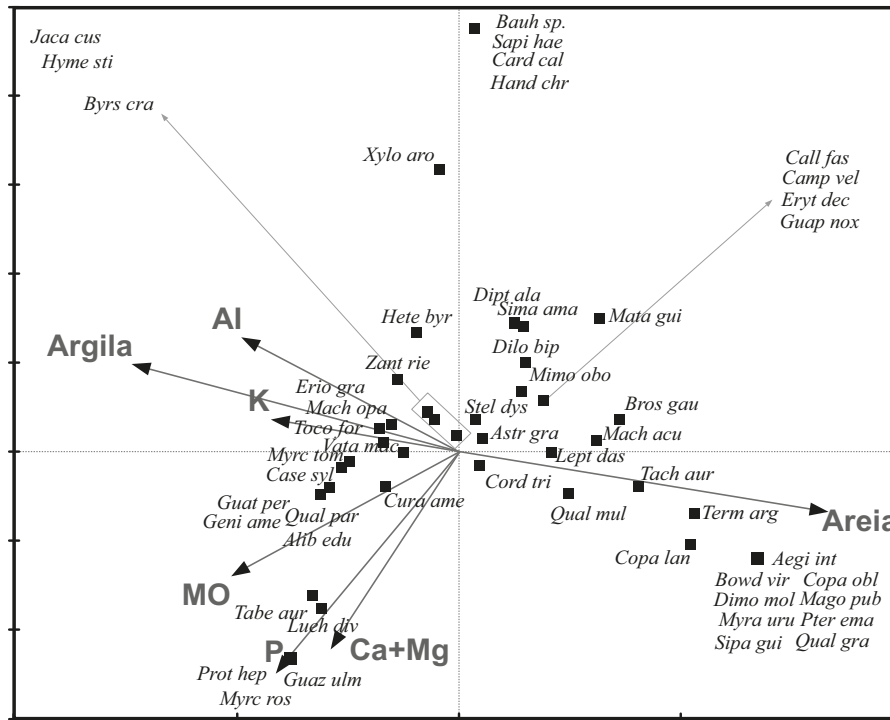 Bauh sp.
Jaca cus
Sapi hae
Hyme sti
Card cal
Hand chr
Byrs cra
Xylo aro
Call fas
Camp vel
Eryt dec
Guap nox
Dipt ala
Sima ama
Al
Hete byr
Mata gui
Argila
Dilo bip
Zant rie
Mimo obo
Erio gra
K
Mach opa
Stel dys
Bros gau
Toco for
Astr gra
Mach acu
Vata mac
Myrc tom
Lept das
Case syl
Cord tri
Tach aur
Guat per
Qual par
Cura ame
Geni ame
Qual mul
Term arg
Areia
Alib edu
Copa lan
Aegi int
MO
Bowd vir Copa obl
Tabe aur
Dimo mol Mago pub
Lueh div
Myra uru Pter ema
P
Ca+Mg
Sipa gui Qual gra
Prot hep
Guaz ulm
Myrc ros